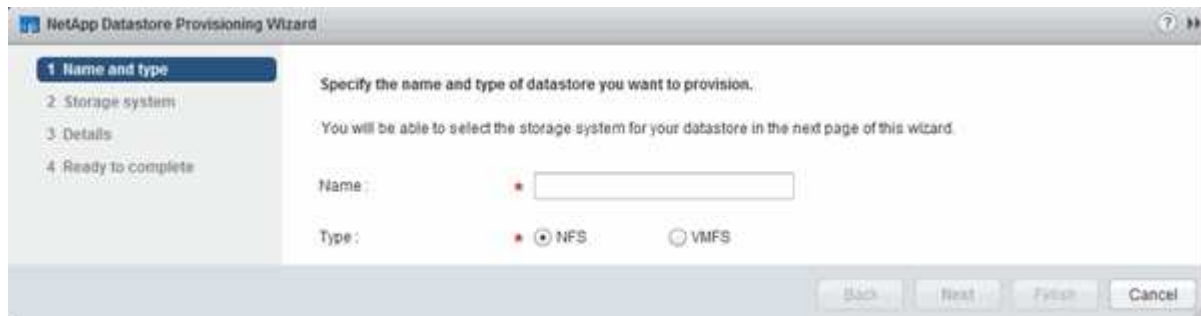 NetApp Datastore Provisioning Wizard
?
1 Name and type
2 Storage system
3 Details
4 Ready to complete
Specify the name and type of datastore you want to provision.
You will be able to select the storage system for your datastore in the next page of this wizard.
Name :
*
Type :
* NFS VMFS
Back Next Finish Cancel